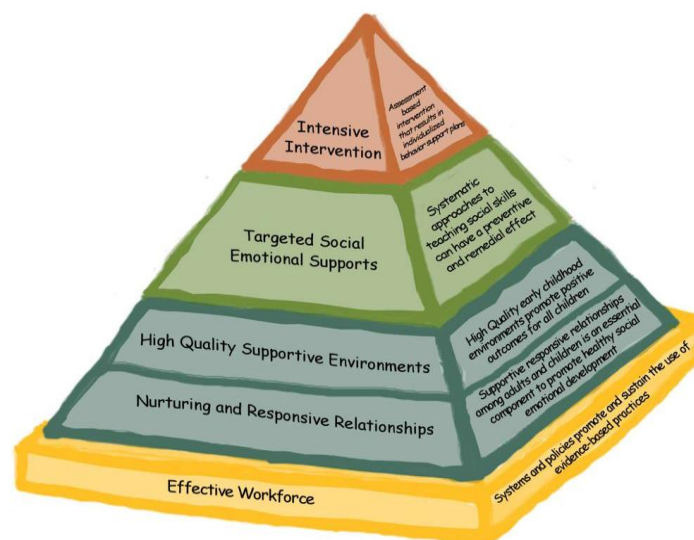 Intensive
Intervention
Assessment
based
intervention
that results in
individualized
behavior support plans
Targeted Social
Emotional Supports
Systematic
approaches to
teaching social skills
can have a preventive
and remedial effect
High Quality Supportive Environments
High Quality early childhood
environments promote positive
outcomes for all children
Nurturing and Responsive Relationships
Supportive responsive relationships
among adults and children is an essential
component to promote healthy social
emotional development
Effective Workforce
Systems and policies promote and sustain the use of
evidence-based practices